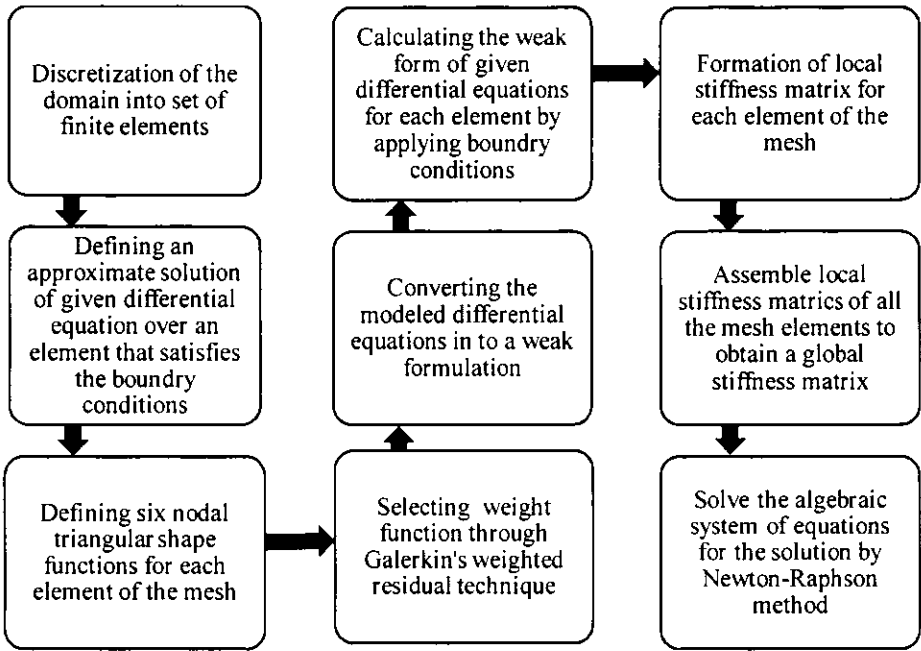 Discretization of the
domain into set of
finite elements
Defining an
approximate solution
of given differential
equation over an
element that satisfies
the boundry
conditions
Defining six nodal
triangular shape
functions for each
element of the mesh
Selecting weight
function through
Galerkin's weighted
residual technique
Converting the
modeled differential
equations in to a weak
formulation
Calculating the weak
form of given
differential equations
for each element by
applying boundry
conditions
Formation of local
stiffness matrix for
each element of the
mesh
Assemble local
stiffness matrics of all
the mesh elements to
obtain a global
stiffness matrix
Solve the algebraic
system of equations
for the solution by
Newton-Raphson
method